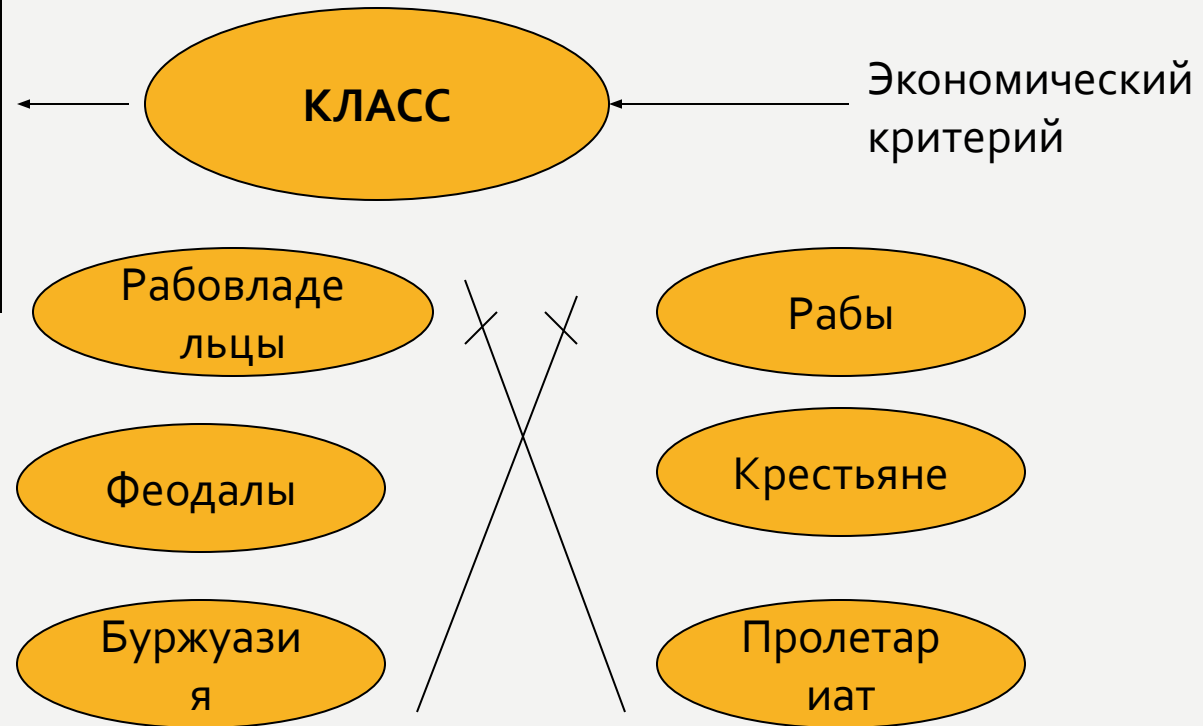 КЛАСС
Экономический
критерий
Рабовладе
льцы
Рабы
Феодалы
Крестьяне
Буржуази
я
Пролетар
иат